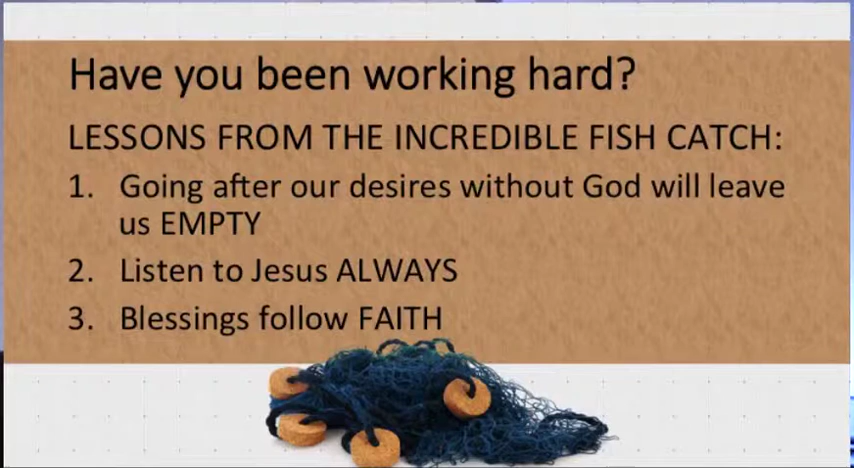 Have you been working hard?
LESSONS FROM THE INCREDIBLE FISH CATCH:
1. Going after our desires without God will leave
us EMPTY
2. Listen to Jesus ALWAYS
3. Blessings follow FAITH